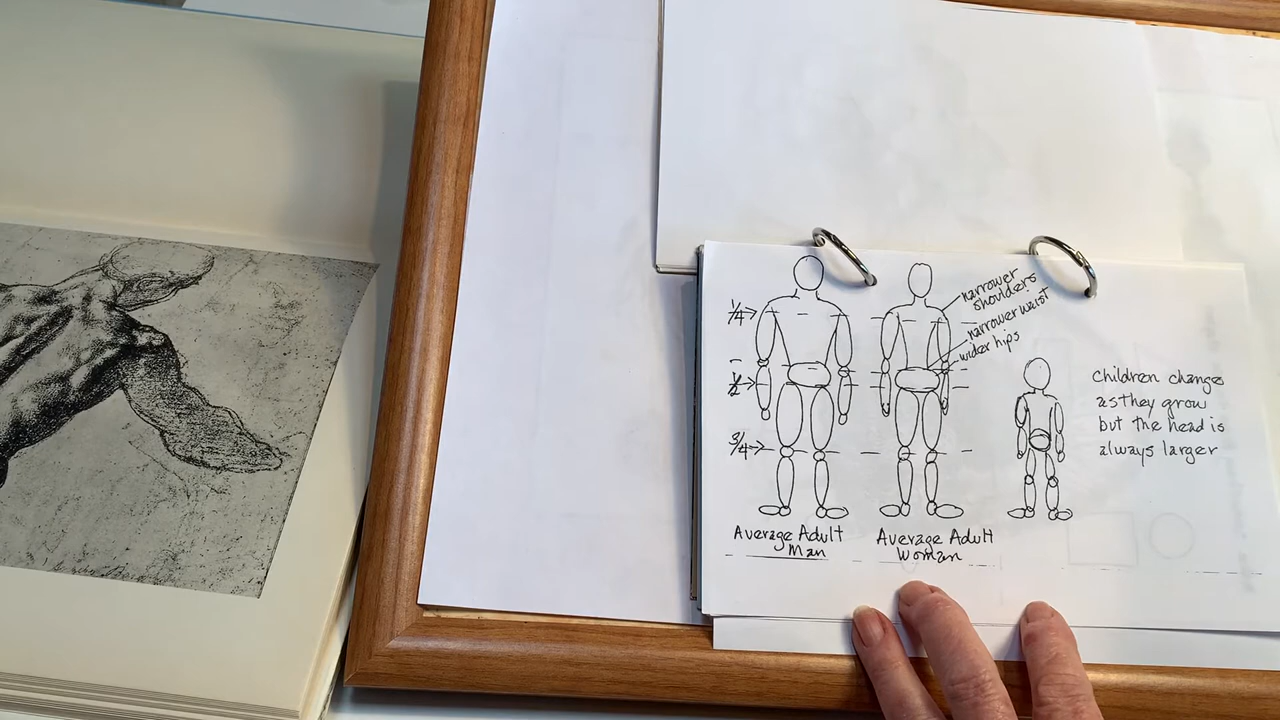 1/4
narrower
shoulders
narrower waist
wider hips
1/2
3/4
Children change
as they grow
but the head is
always larger
Average Adult
Man
Average Adult
Woman